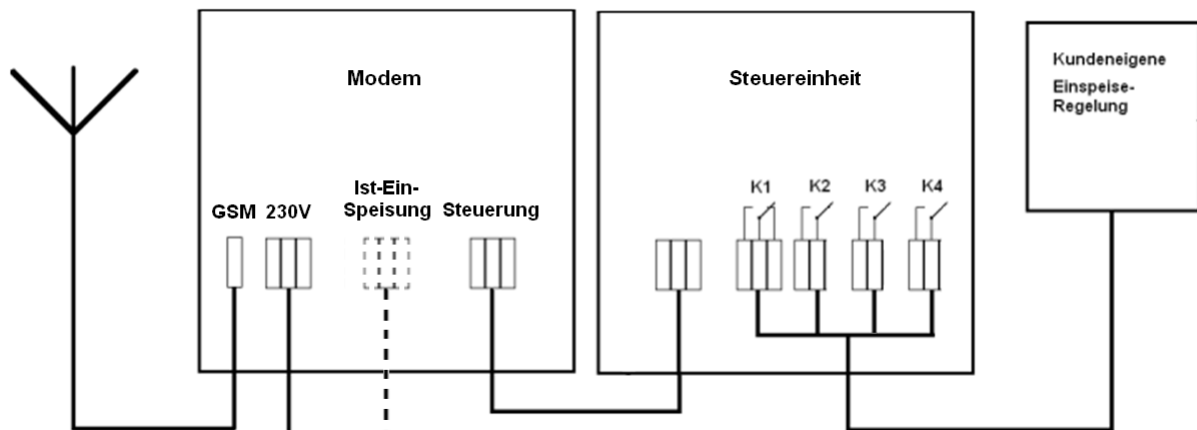 Modem
Steuereinheit
Kundeneigene
Einspeise-
Regelung
GSM 230V
Ist-Ein-
Speisung
Steuerung
K1 K2 K3 K4